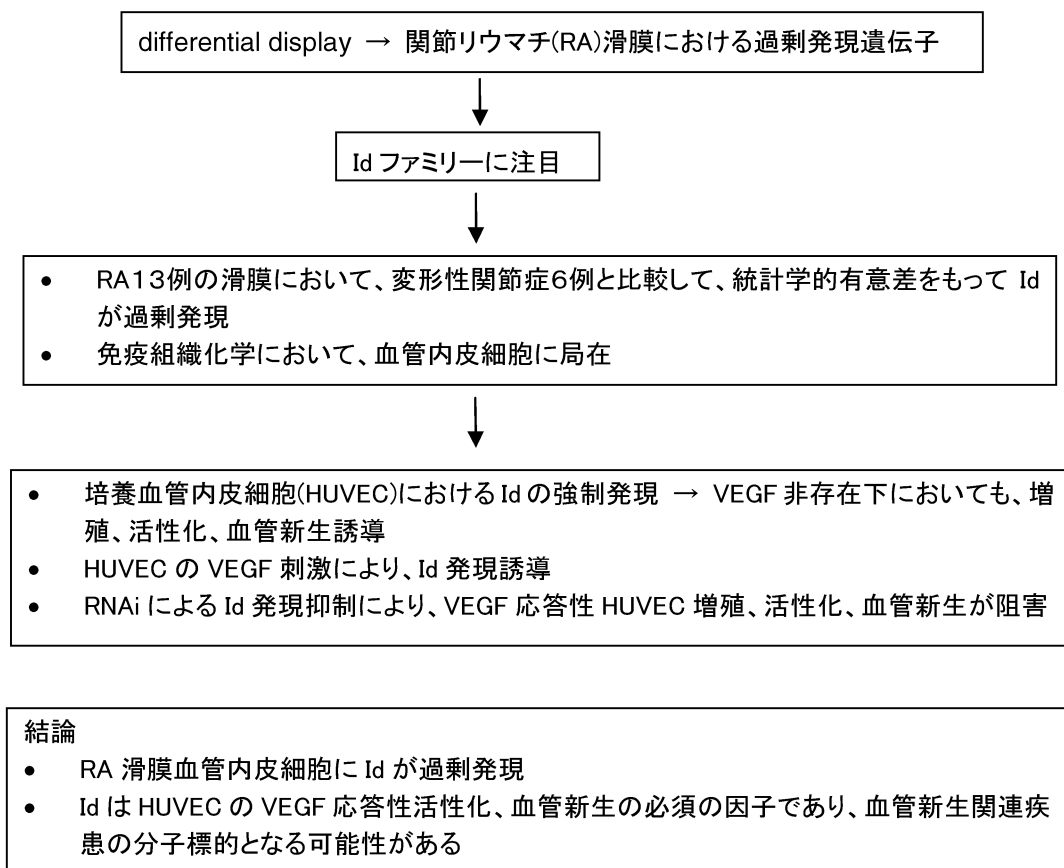 differential display → 関節リウマチ(RA)滑膜における過剰発現遺伝子
Id ファミリーに注目
● RA13例の滑膜において、変形性関節症6例と比較して、統計学的有意差をもって Id
が過剰発現
● 免疫組織化学において、血管内皮細胞に局在
● 培養血管内皮細胞(HUVEC)における Id の強制発現 → VEGF 非存在下においても、増
殖、活性化、血管新生誘導
● HUVEC の VEGF 刺激により、Id 発現誘導
● RNAi による Id 発現抑制により、VEGF 応答性 HUVEC 増殖、活性化、血管新生が阻害
結論
● RA 滑膜血管内皮細胞に Id が過剰発現
● Id は HUVEC の VEGF 応答性活性化、血管新生の必須の因子であり、血管新生関連疾
患の分子標的となる可能性がある